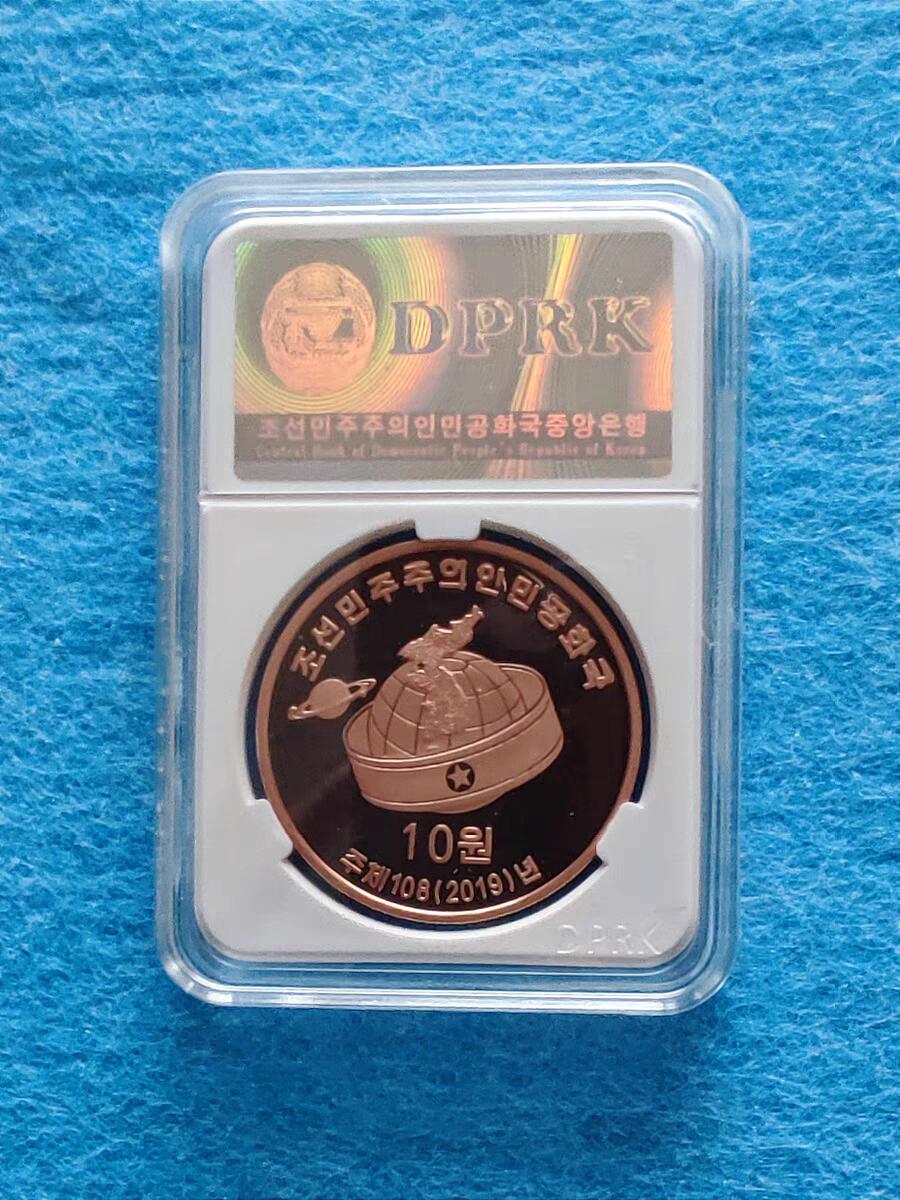 DPRK
조선민주주의인민공화국중앙은행
Central Bank of Democratic People's Republic of Korea
조선민주주의인민공화국
10원
주체108(2019)년
DPRK